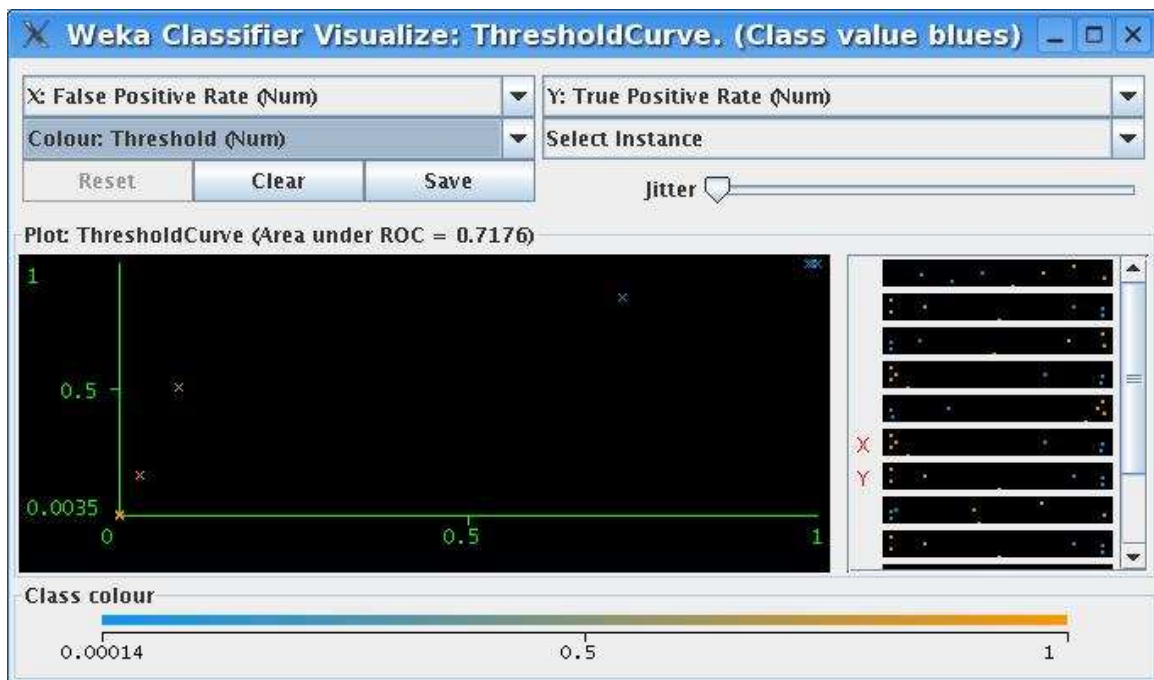 Weka Classifier Visualize: ThresholdCurve. (Class value blues)
X: False Positive Rate (Num)
Y: True Positive Rate (Num)
Colour: Threshold (Num)
Select Instance
Reset
Clear
Save
Jitter
Plot: ThresholdCurve (Area under ROC = 0.7176)
1
0.5
0.0035
0
0.5
1
X
Y
Class colour
0.00014
0.5
1